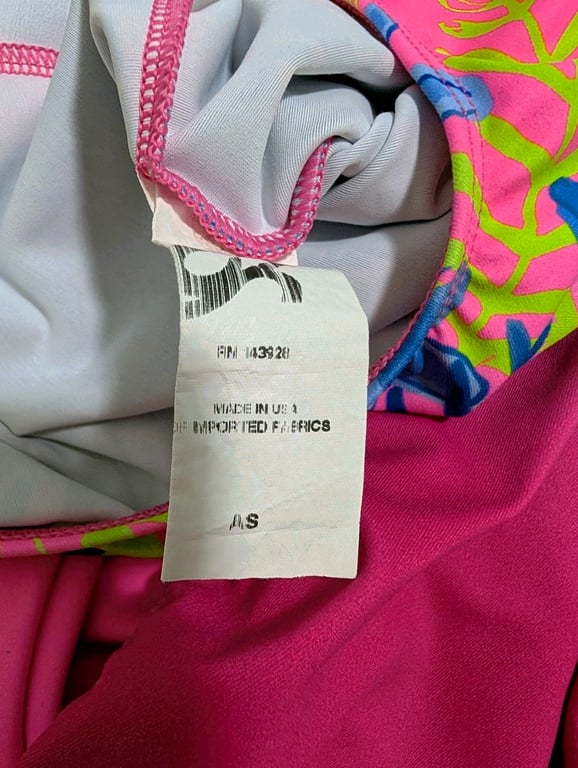 RN 143928
MADE IN USA
OF IMPORTED FABRICS
AS